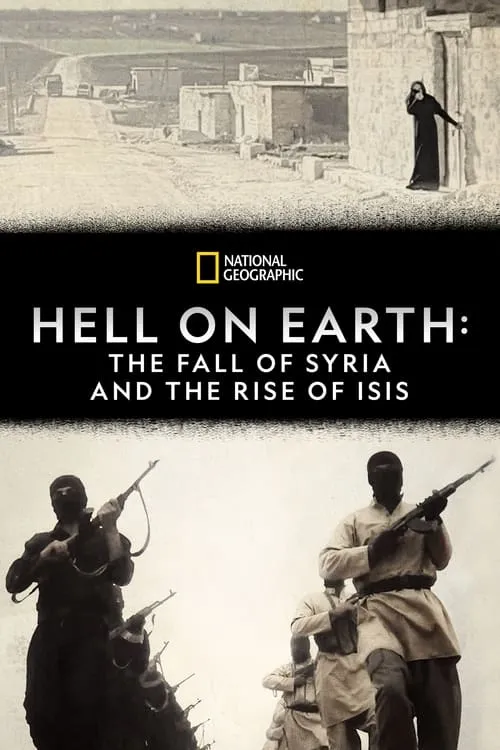 NATIONAL
GEOGRAPHIC
HELL ON EARTH:
THE FALL OF SYRIA
AND THE RISE OF ISIS